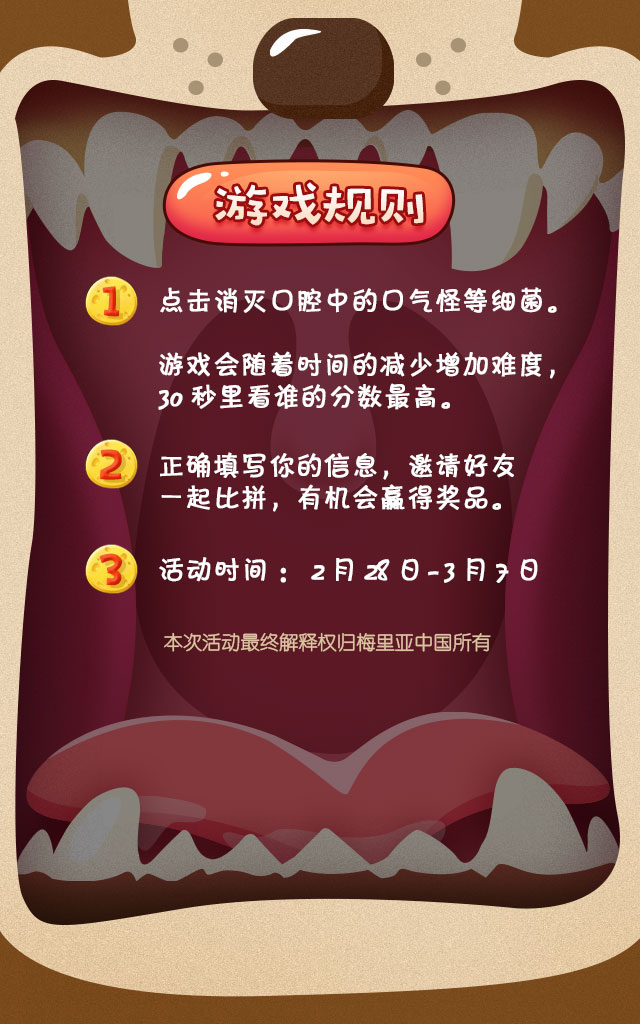 游戏规则
1 点击消灭口腔中的口气怪等细菌。
游戏会随着时间的减少增加难度,
30 秒里看谁的分数最高。
2 正确填写你的信息,邀请好友
一起比拼,有机会赢得奖品。
3 活动时间: 2月28日-3月7日
本次活动最终解释权归梅里亚中国所有